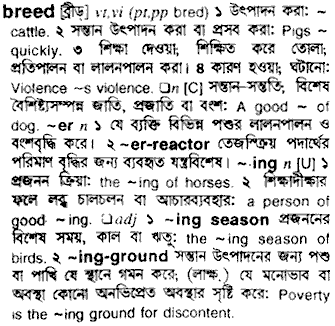 breed [ব্রীড্] vt,vi (pt,pp bred) ১ উৎপাদন করা: ~
cattle. ২ সন্তান উৎপাদন করা বা প্রসব করা: Pigs ~
quickly. ৩ শিক্ষা দেওয়া; শিক্ষিত করে তোলা;
প্রতিপালন বা লালনপালন করা। ৪ কারণ হওয়া; ঘটানো:
Violence ~s violence. □n [C] সন্তান-সন্ততি; বিশেষ
বৈশিষ্ট্যসম্পন্ন জাতি, প্রজাতি বা বংশ: A good ~ of
dog. ~er n ১ যে ব্যক্তি বিভিন্ন পশুর লালনপালন ও
বংশবৃদ্ধি করে। ২ ~er-reactor তেজস্ক্রিয় পদার্থের
পরিমাণ বৃদ্ধির জন্য ব্যবহৃত যন্ত্রবিশেষ। ~.ing n [U] ১
প্রজনন ক্রিয়া: the ~ing of horses. ২ শিক্ষাদীক্ষার
ফলে লব্ধ চালচলন বা আচারব্যবহার: a person of
good ~ing. □adj ১ ~ing season প্রজননের
বিশেষ সময়, কাল বা ঋতু: the ~ing season of
birds. ২ ~ing-ground সন্তান উৎপাদনের জন্য পশু
বা পাখি যে স্থানে গমন করে; (লাক্ষ.) যে মনোভাব বা
অবস্থা কোনো অনভিপ্রেত অবস্থার সৃষ্টি করে: Poverty
is the ~ing ground for discontent.